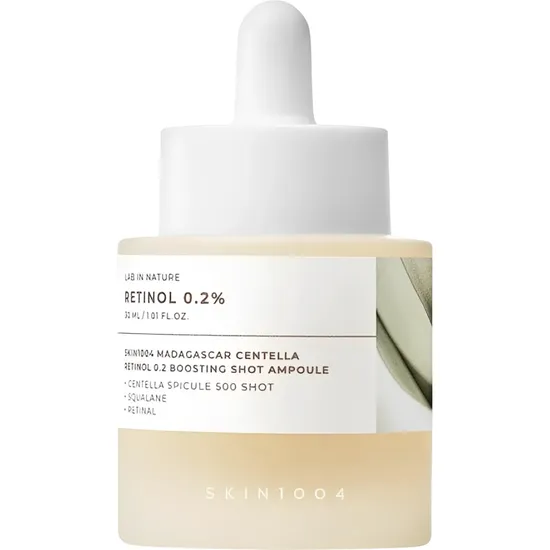 LAB IN NATURE
RETINOL 0.2%
30 ML / 1.01 FL.OZ.
SKIN1004 MADAGASCAR CENTELLA
RETINOL 0.2 BOOSTING SHOT AMPOULE
• CENTELLA SPICULE 500 SHOT
• SQUALANE
• RETINAL
SKIN1004